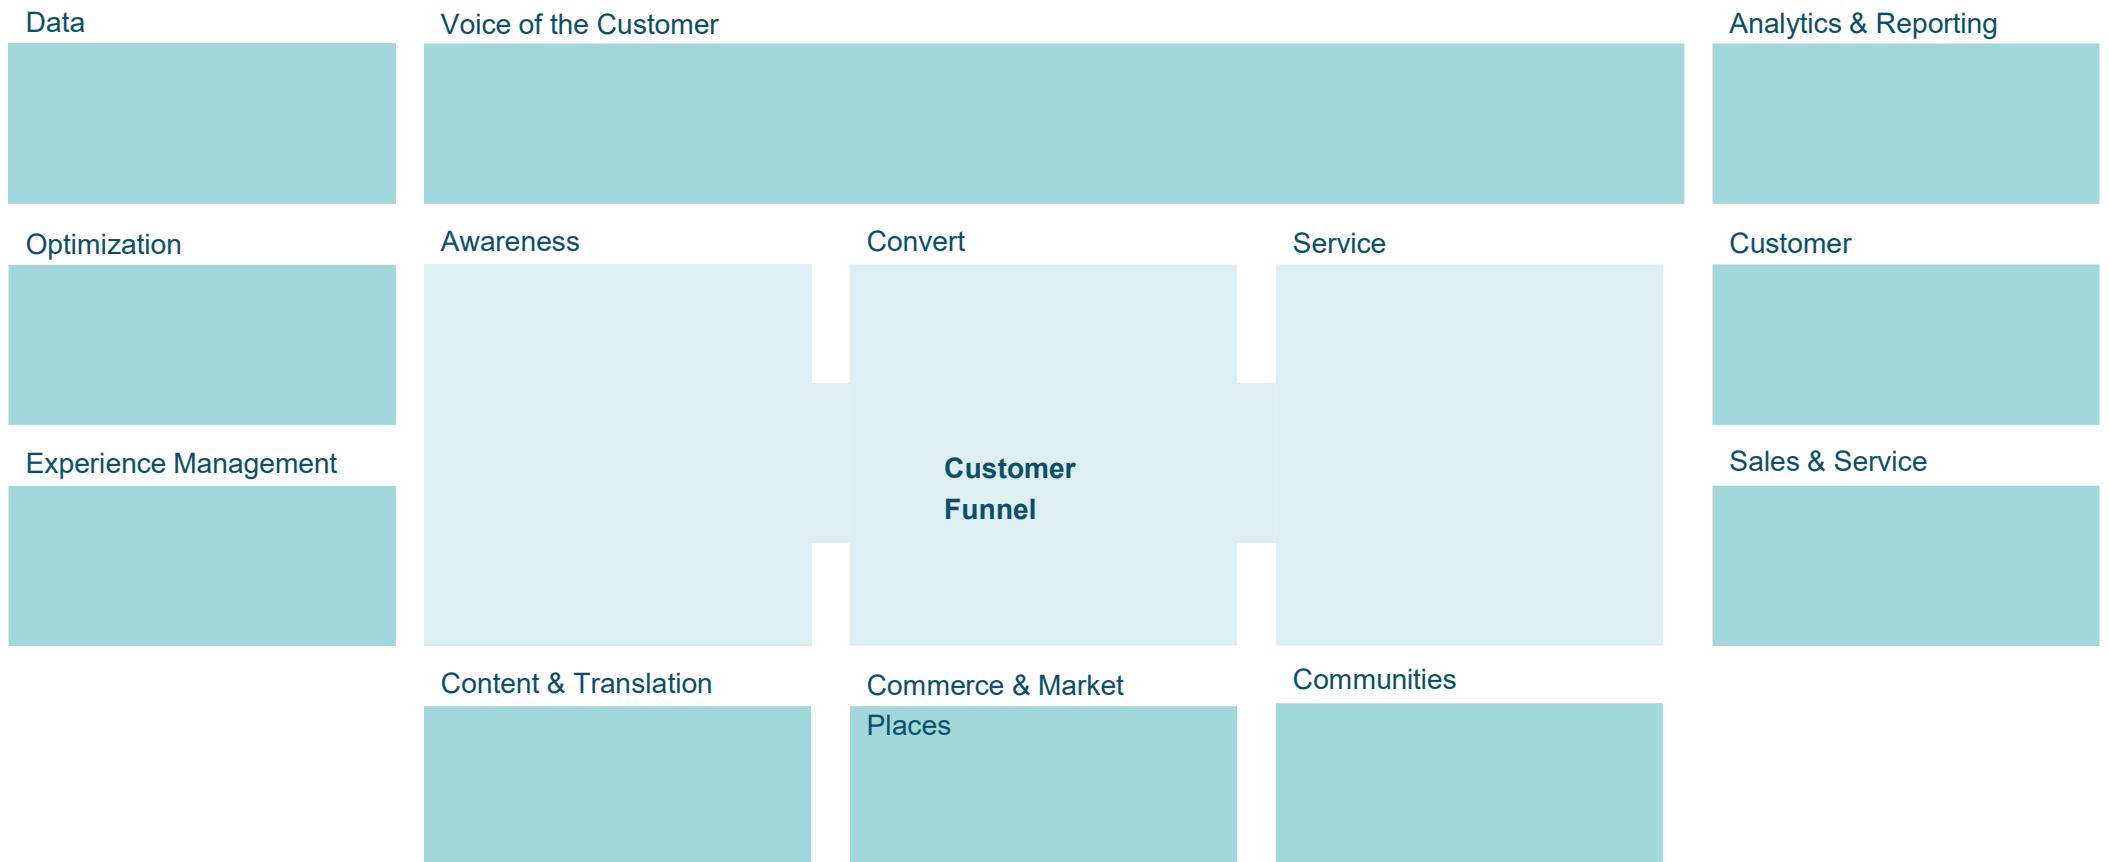 Data
Voice of the Customer
Analytics & Reporting
Optimization
Awareness
Convert
Service
Customer
Experience Management
Customer
Funnel
Sales & Service
Content & Translation
Commerce & Market
Places
Communities